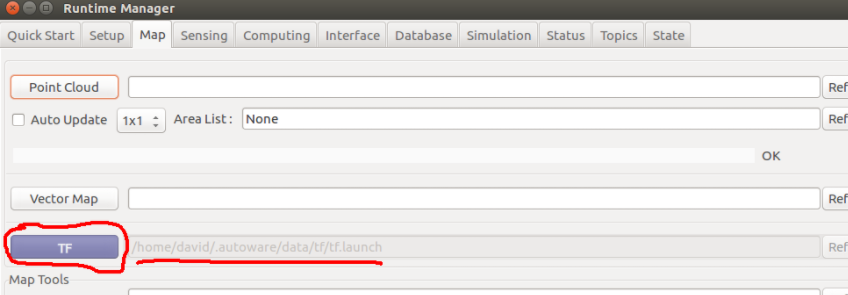 Runtime Manager
Quick Start Setup Map Sensing Computing Interface Database Simulation Status Topics State
Point Cloud Ref
Auto Update 1x1 Area List : None Ref
OK
Vector Map Ref
TF /home/david/.autoware/data/tf/tf.launch Ref
Map Tools